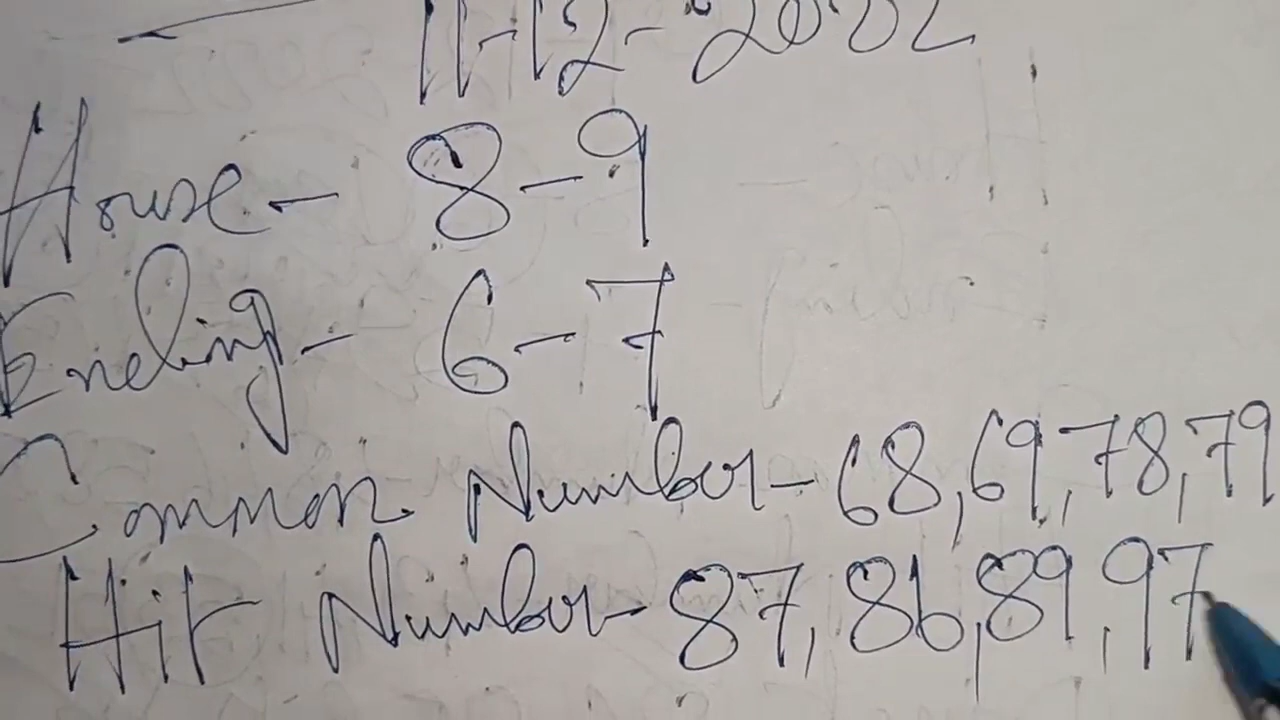 11-12-2022
House- 8-9
Ending- 6-7
Common Number- 68,69,78,79
Hit Number- 87,86,89,97